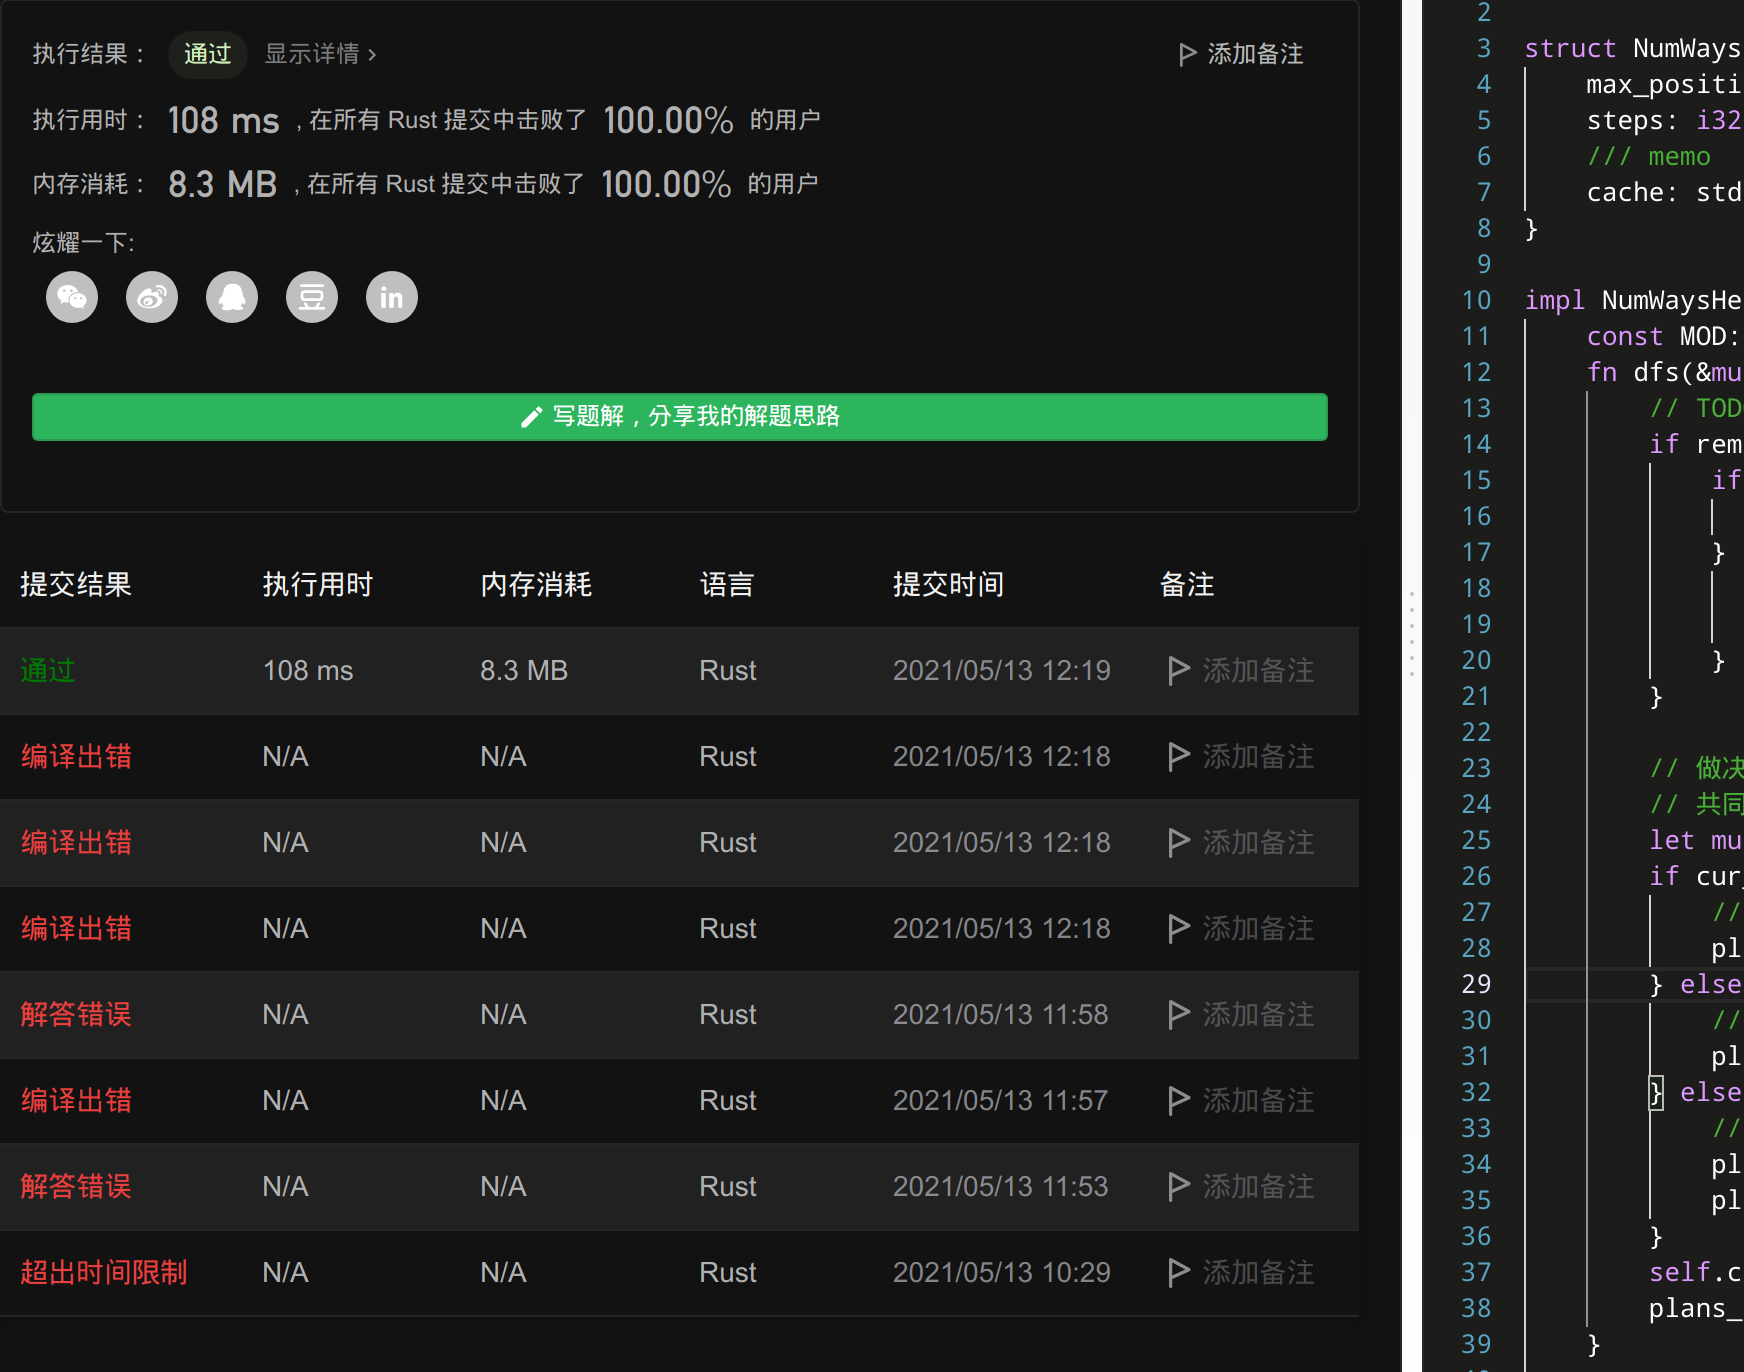 执行结果： 通过 显示详情 › 添加备注
执行用时： 108 ms , 在所有 Rust 提交中击败了 100.00% 的用户
内存消耗： 8.3 MB , 在所有 Rust 提交中击败了 100.00% 的用户
炫耀一下:
豆 in
写题解，分享我的解题思路
提交结果 执行用时 内存消耗 语言 提交时间 备注
通过 108 ms 8.3 MB Rust 2021/05/13 12:19 添加备注
编译出错 N/A N/A Rust 2021/05/13 12:18 添加备注
编译出错 N/A N/A Rust 2021/05/13 12:18 添加备注
编译出错 N/A N/A Rust 2021/05/13 12:18 添加备注
解答错误 N/A N/A Rust 2021/05/13 11:58 添加备注
编译出错 N/A N/A Rust 2021/05/13 11:57 添加备注
解答错误 N/A N/A Rust 2021/05/13 11:53 添加备注
超出时间限制 N/A N/A Rust 2021/05/13 10:29 添加备注
2
3 struct NumWays
4 max_positi
5 steps: i32
6 /// memo
7 cache: std
8 }
9
10 impl NumWaysHe
11 const MOD:
12 fn dfs(&mu
13 // TOD
14 if rem
15 if
16
17 }
18
19
20 }
21 }
22
23 // 做决
24 // 共同
25 let mu
26 if cur_
27 //
28 pl
29 } else
30 //
31 pl
32 } else
33 //
34 pl
35 pl
36 }
37 self.c
38 plans_
39 }